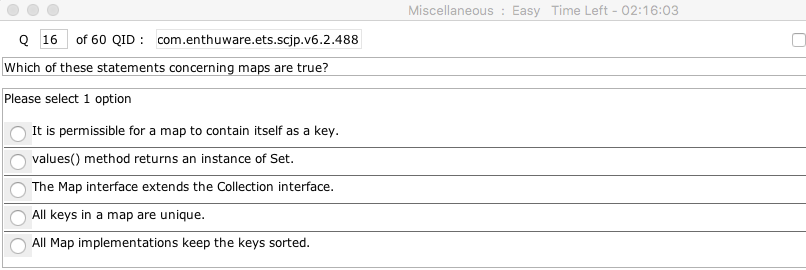 Miscellaneous : Easy Time Left - 02:16:03
Q 16 of 60 QID : com.enthuware.ets.scjp.v6.2.488
Which of these statements concerning maps are true?
Please select 1 option
It is permissible for a map to contain itself as a key.
values() method returns an instance of Set.
The Map interface extends the Collection interface.
All keys in a map are unique.
All Map implementations keep the keys sorted.